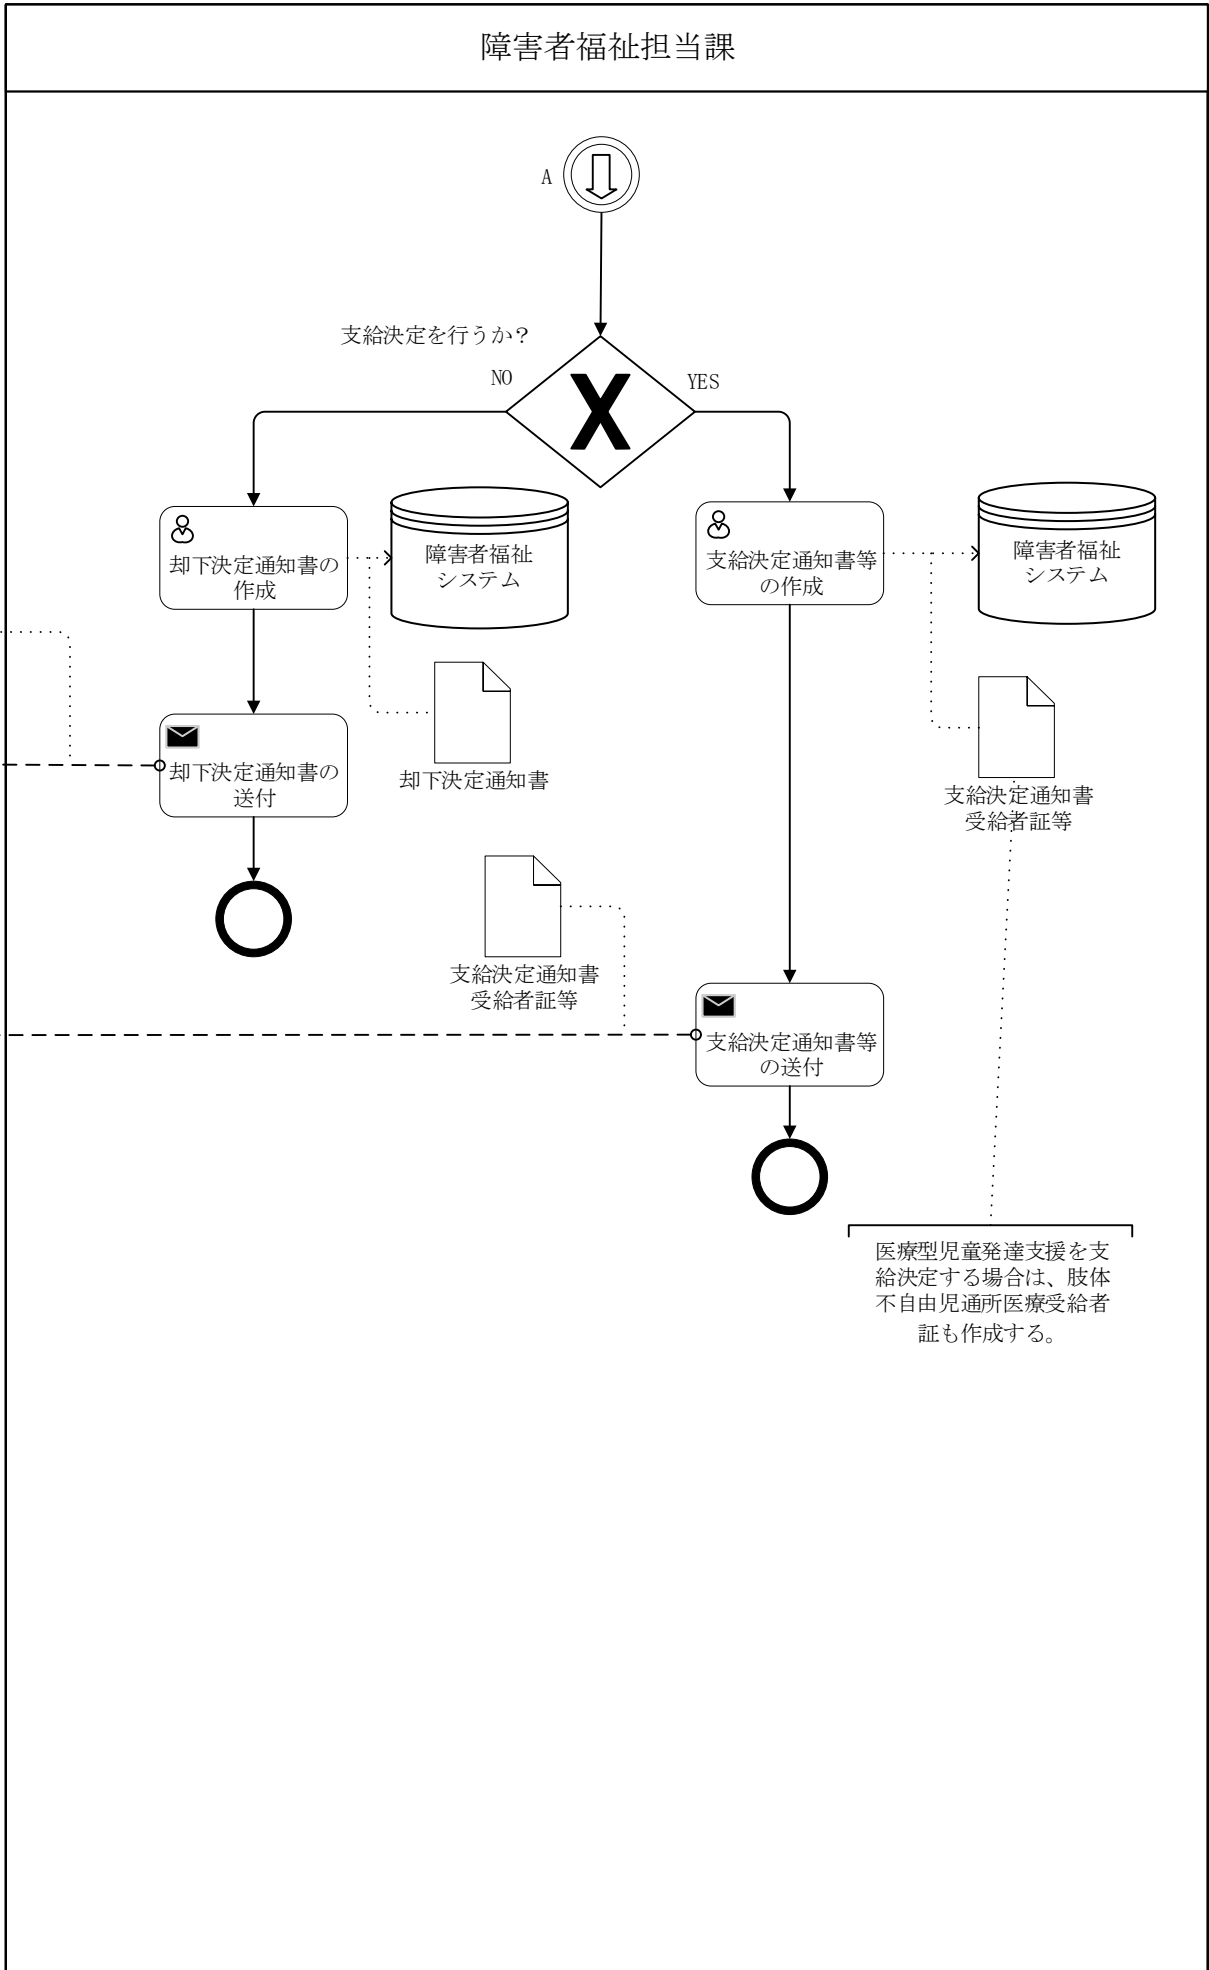 障害者福祉担当課
A
支給決定を行うか？
NO
YES
却下決定通知書の
作成
障害者福祉
システム
支給決定通知書等
の作成
障害者福祉
システム
却下決定通知書の
送付
却下決定通知書
支給決定通知書
受給者証等
支給決定通知書
受給者証等
支給決定通知書等
の送付
医療型児童発達支援を支
給決定する場合は、肢体
不自由児通所医療受給者
証も作成する。